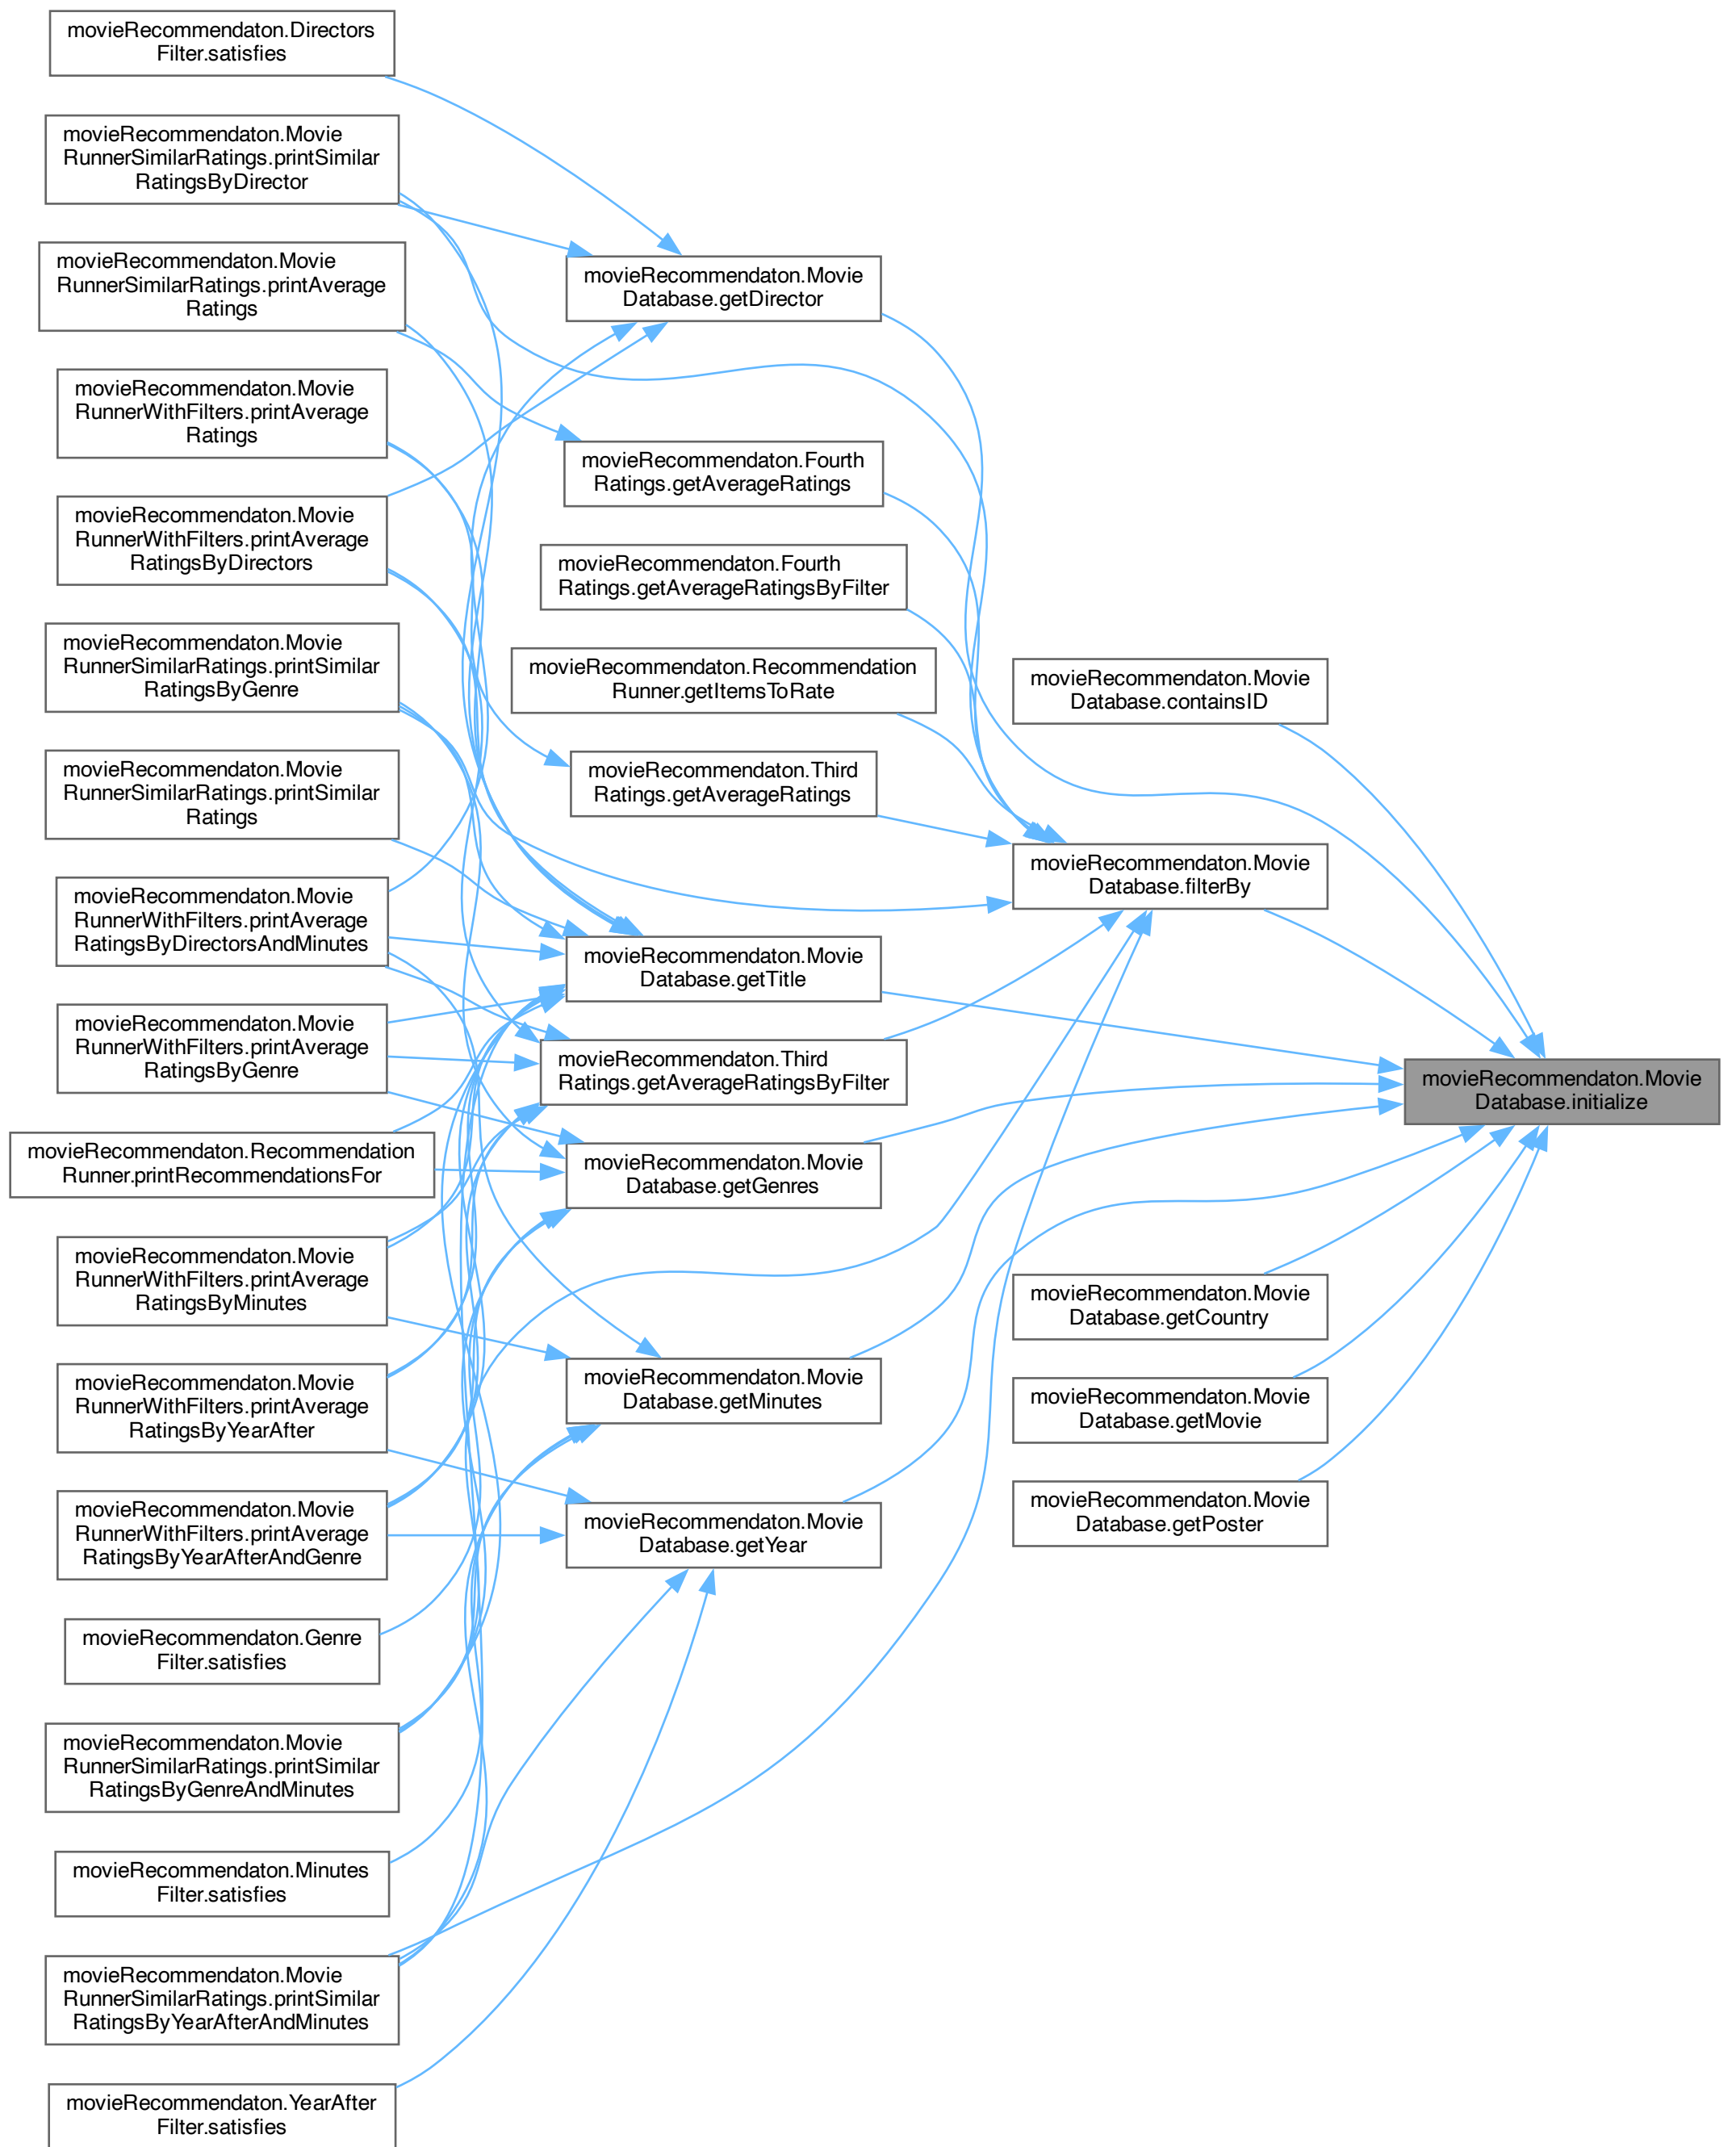 movieRecommendaton.Directors
Filter.satisfies
movieRecommendaton.Movie
RunnerSimilarRatings.printSimilar
RatingsByDirector
movieRecommendaton.Movie
RunnerSimilarRatings.printAverage
Ratings
movieRecommendaton.Movie
RunnerWithFilters.printAverage
Ratings
movieRecommendaton.Movie
RunnerWithFilters.printAverage
RatingsByDirectors
movieRecommendaton.Movie
RunnerSimilarRatings.printSimilar
RatingsByGenre
movieRecommendaton.Movie
RunnerSimilarRatings.printSimilar
Ratings
movieRecommendaton.Movie
RunnerWithFilters.printAverage
RatingsByDirectorsAndMinutes
movieRecommendaton.Movie
RunnerWithFilters.printAverage
RatingsByGenre
movieRecommendaton.Recommendation
Runner.printRecommendationsFor
movieRecommendaton.Movie
RunnerWithFilters.printAverage
RatingsByMinutes
movieRecommendaton.Movie
RunnerWithFilters.printAverage
RatingsByYearAfter
movieRecommendaton.Movie
RunnerWithFilters.printAverage
RatingsByYearAfterAndGenre
movieRecommendaton.Genre
Filter.satisfies
movieRecommendaton.Movie
RunnerSimilarRatings.printSimilar
RatingsByGenreAndMinutes
movieRecommendaton.Minutes
Filter.satisfies
movieRecommendaton.Movie
RunnerSimilarRatings.printSimilar
RatingsByYearAfterAndMinutes
movieRecommendaton.YearAfter
Filter.satisfies
movieRecommendaton.Movie
Database.getDirector
movieRecommendaton.Fourth
Ratings.getAverageRatings
movieRecommendaton.Fourth
Ratings.getAverageRatingsByFilter
movieRecommendaton.Recommendation
Runner.getItemsToRate
movieRecommendaton.Third
Ratings.getAverageRatings
movieRecommendaton.Movie
Database.getTitle
movieRecommendaton.Third
Ratings.getAverageRatingsByFilter
movieRecommendaton.Movie
Database.getGenres
movieRecommendaton.Movie
Database.getMinutes
movieRecommendaton.Movie
Database.getYear
movieRecommendaton.Movie
Database.containsID
movieRecommendaton.Movie
Database.filterBy
movieRecommendaton.Movie
Database.getCountry
movieRecommendaton.Movie
Database.getMovie
movieRecommendaton.Movie
Database.getPoster
movieRecommendaton.Movie
Database.initialize